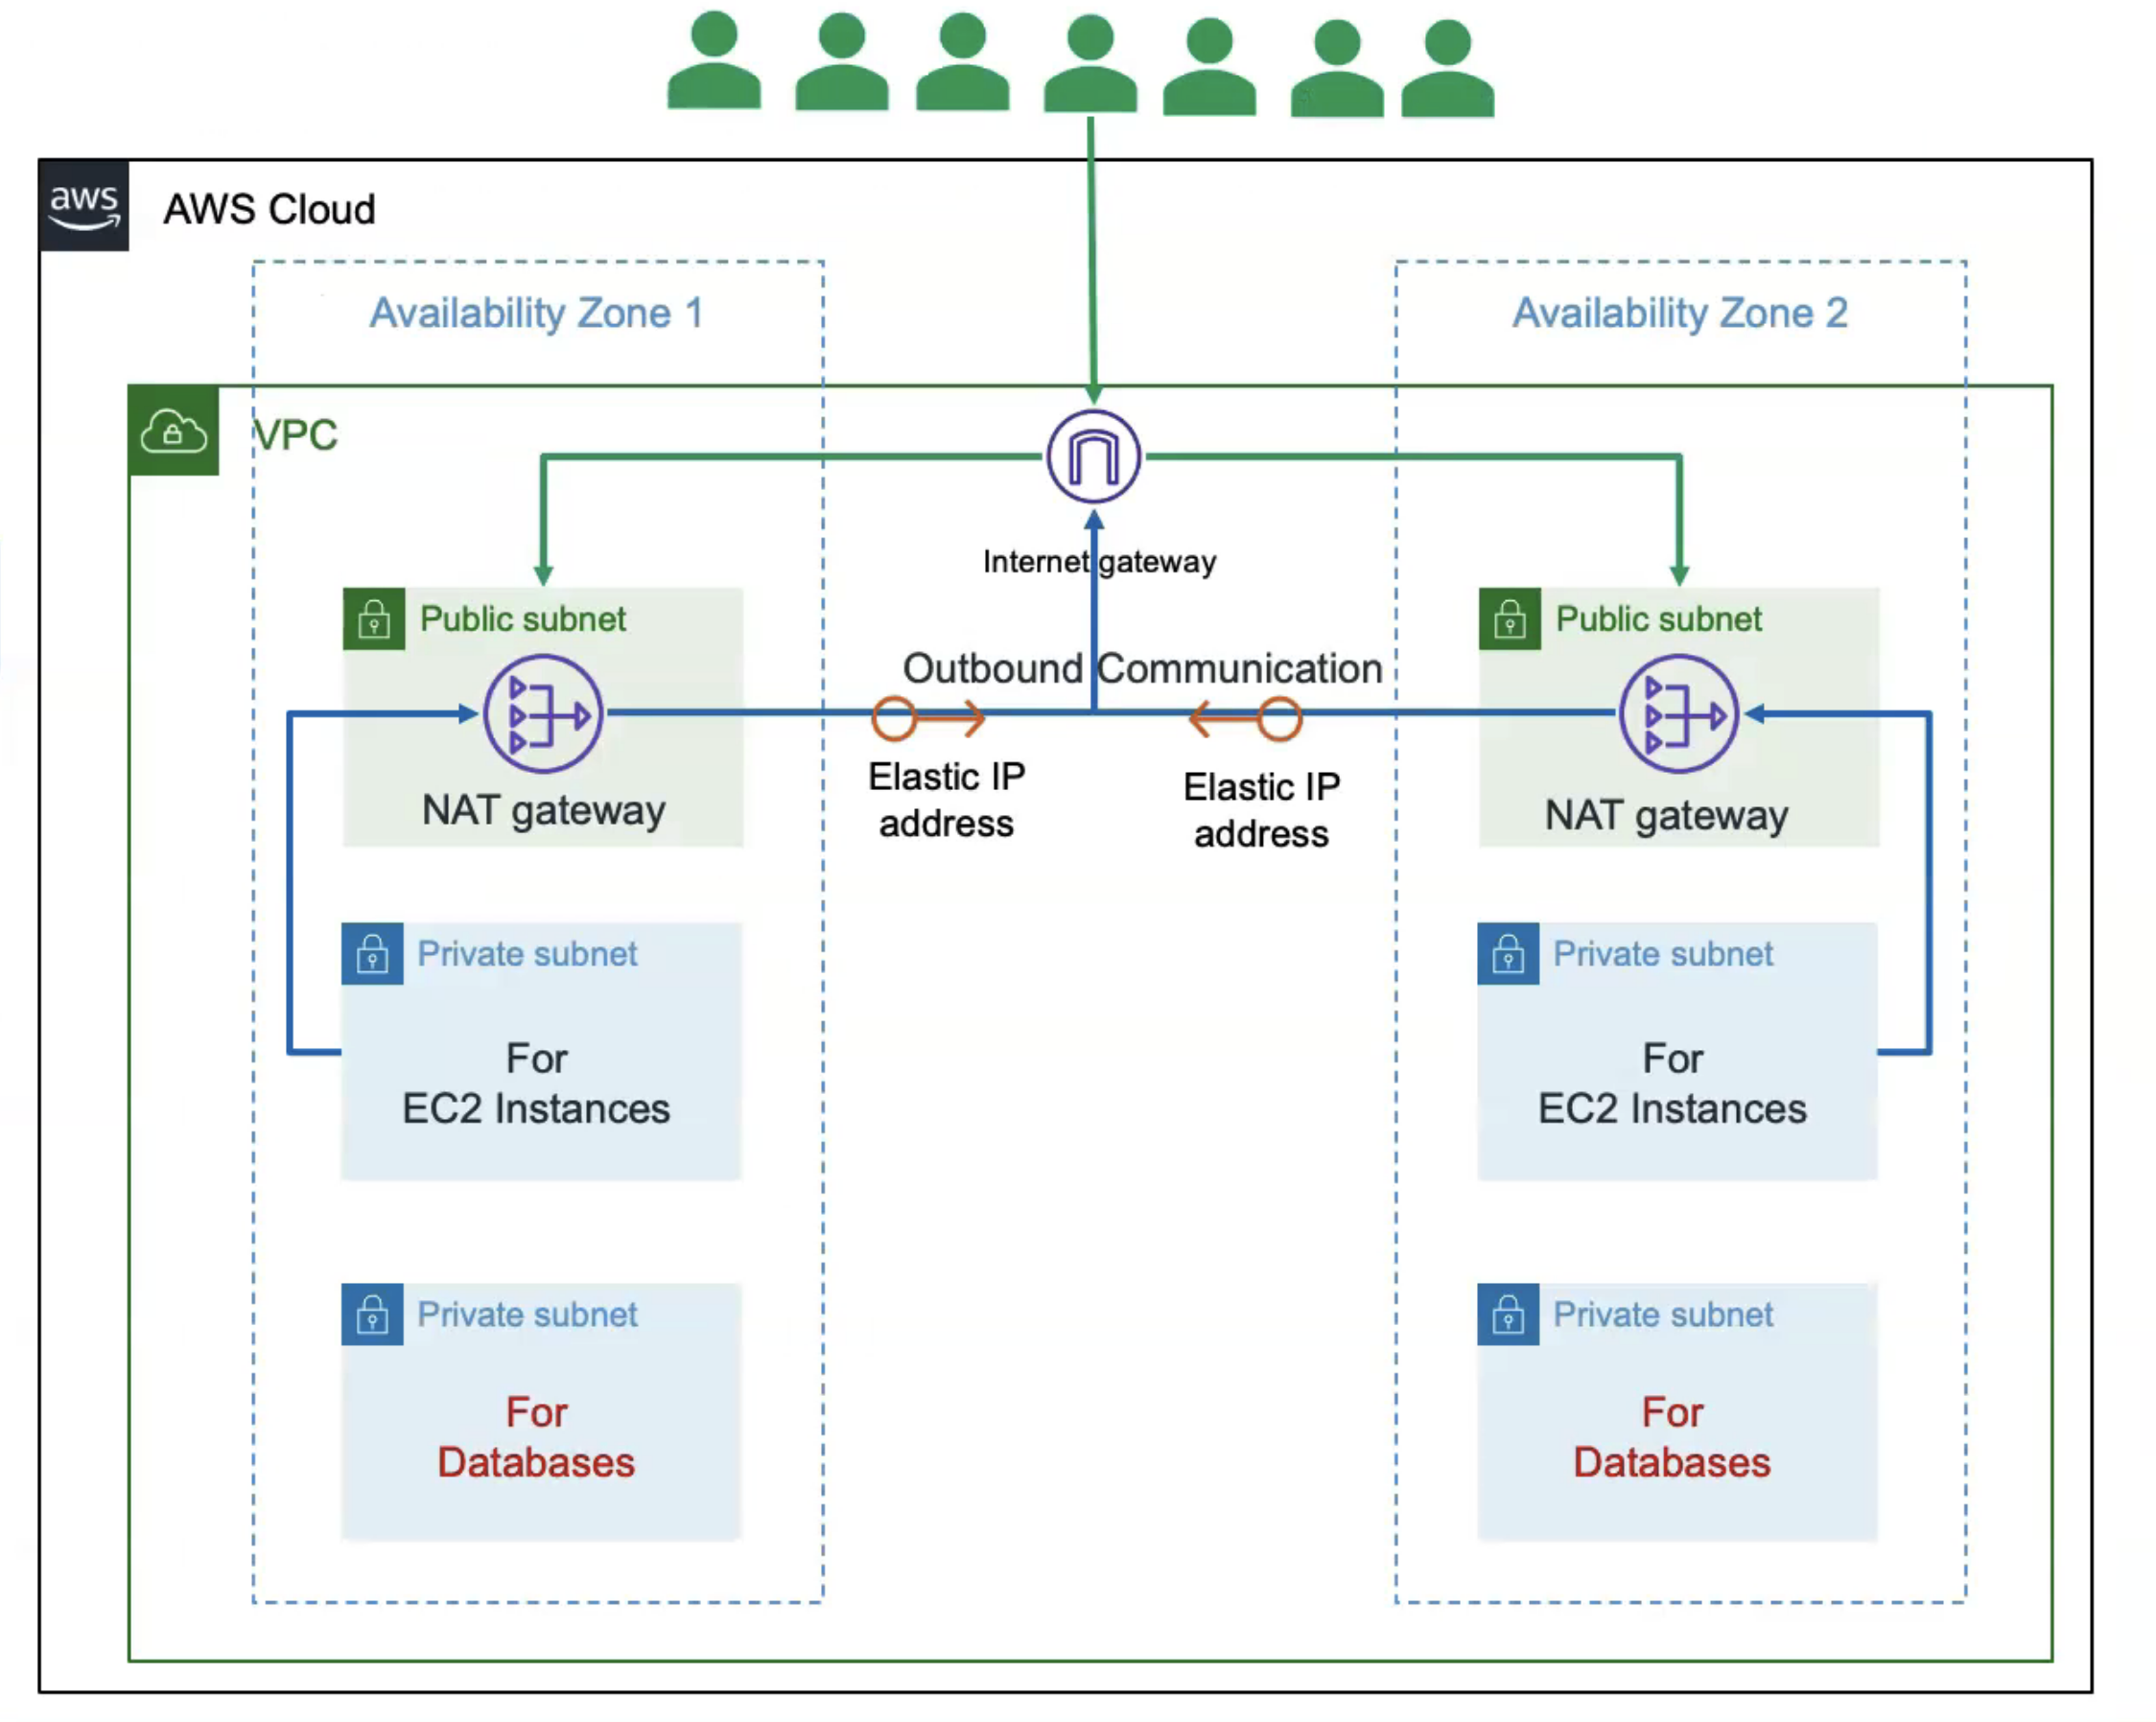 aws
AWS Cloud
Availability Zone 1
Availability Zone 2
VPC
Internet gateway
Public subnet
Public subnet
Outbound Communication
NAT gateway
Elastic IP
address
Elastic IP
address
NAT gateway
Private subnet
For
EC2 Instances
Private subnet
For
EC2 Instances
Private subnet
For
Databases
Private subnet
For
Databases